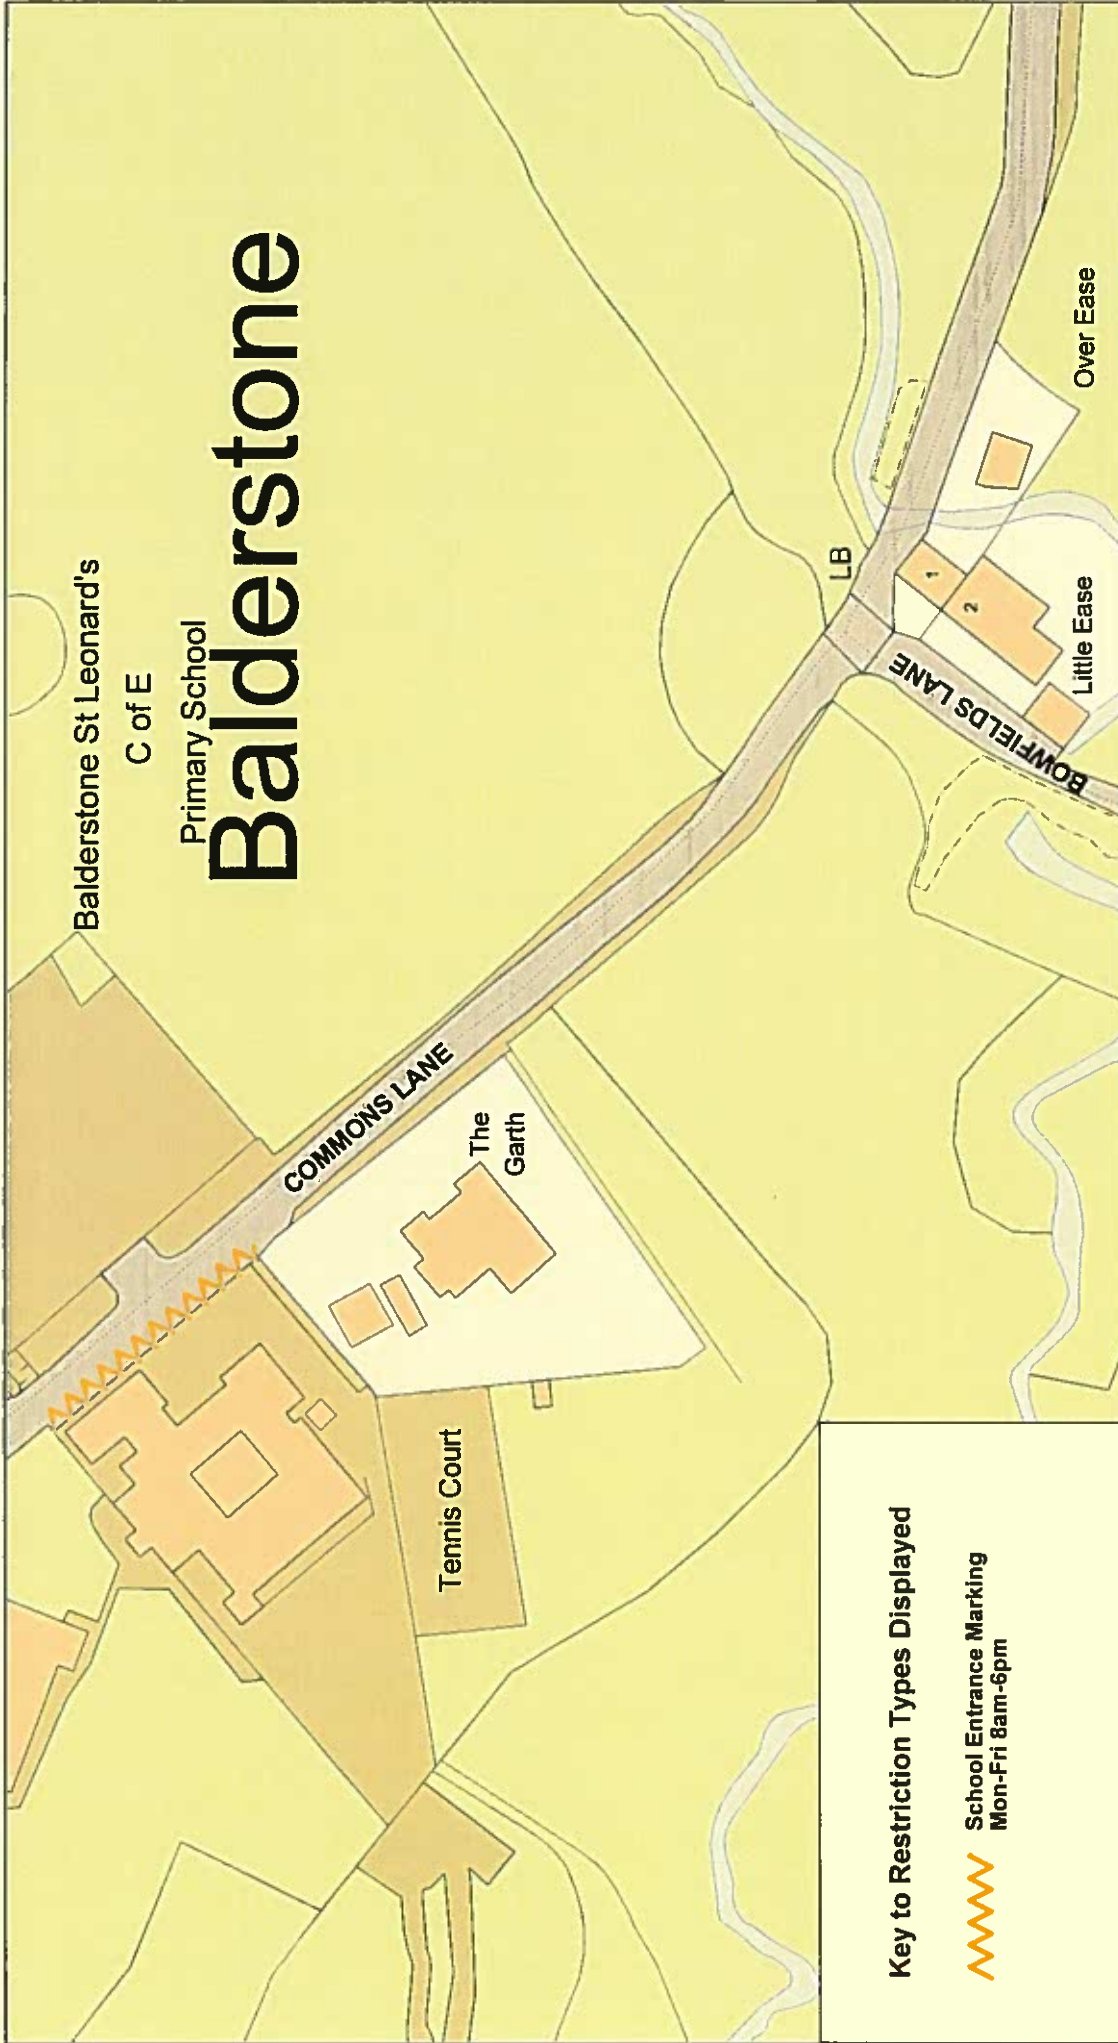 Balderstone St Leonard's
C of E
Primary School
Balderstone
COMMONS LANE
The
Garth
Tennis Court
LB
1
2
BOWFIELDS LANE
Little Ease
Over Ease
Key to Restriction Types Displayed
School Entrance Marking
Mon-Fri 8am-6pm